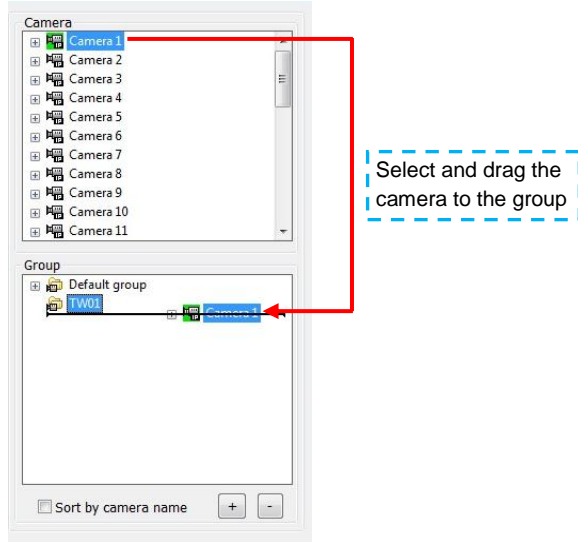 Camera
Camera 1
Camera 2
Camera 3
Camera 4
Camera 5
Camera 6
Camera 7
Camera 8
Camera 9
Camera 10
Camera 11
Select and drag the
camera to the group
Group
Default group
TW01
Camera 1
Sort by camera name + -